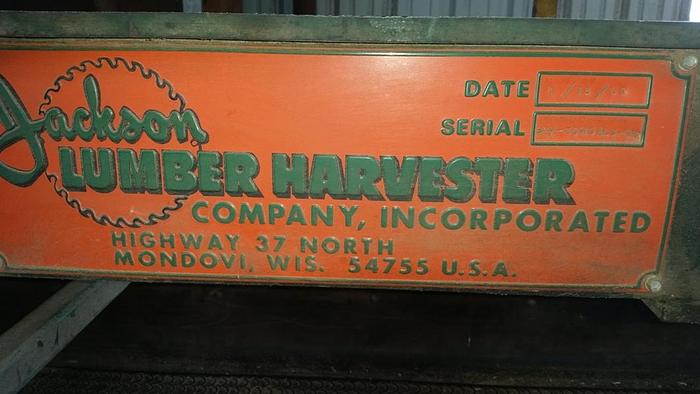 Jackson
LUMBER HARVESTER
COMPANY, INCORPORATED
HIGHWAY 37 NORTH
MONDOVI, WIS. 54755 U.S.A.
DATE
SERIAL